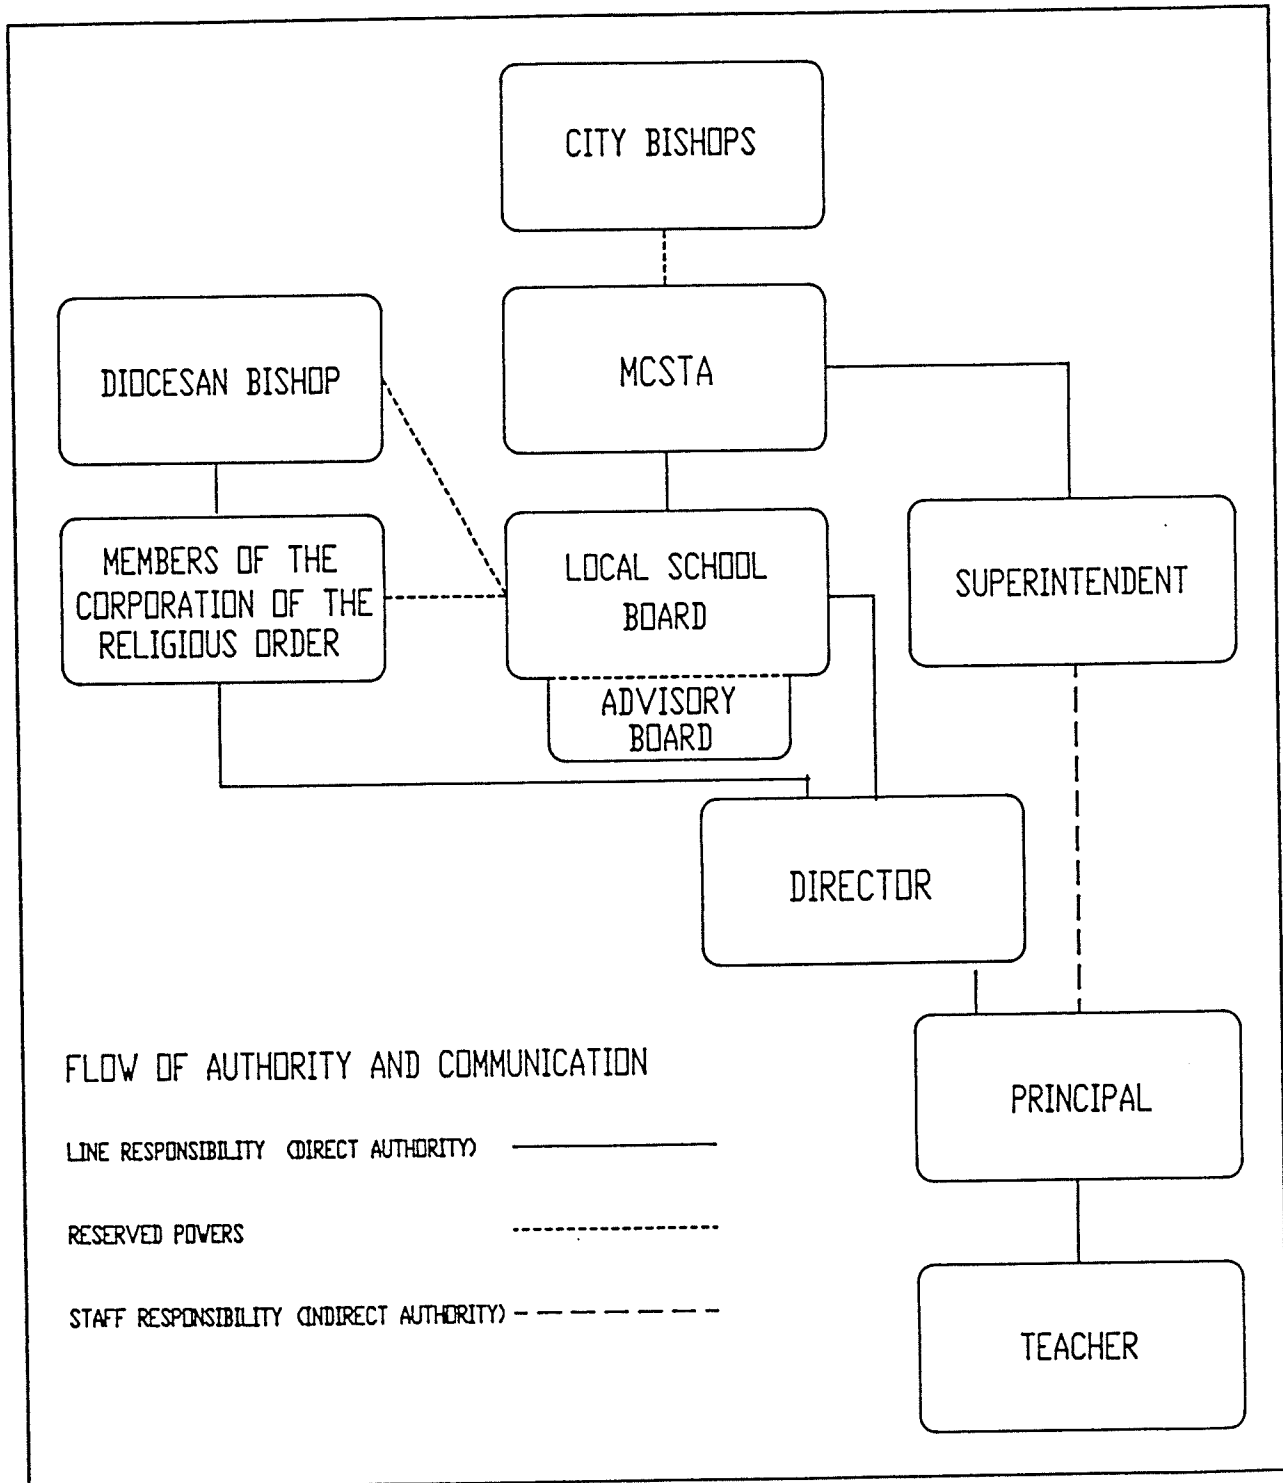 CITY BISHOPS
MCSTA
DIOCESAN BISHOP
MEMBERS OF THE
CORPORATION OF THE
RELIGIOUS ORDER
LOCAL SCHOOL
BOARD
ADVISORY
BOARD
SUPERINTENDENT
DIRECTOR
PRINCIPAL
TEACHER
FLOW OF AUTHORITY AND COMMUNICATION
LINE RESPONSIBILITY (DIRECT AUTHORITY)
RESERVED POWERS
STAFF RESPONSIBILITY (INDIRECT AUTHORITY)